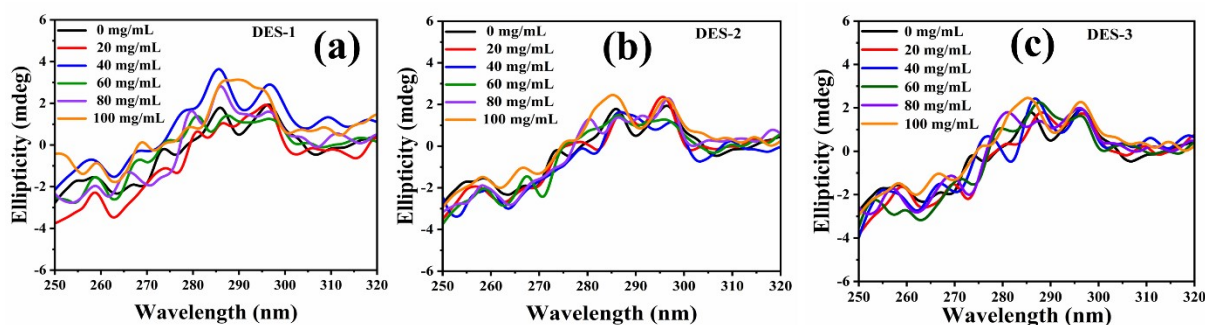 6
4
2
0
-2
-4
-6
Ellipticity (mdeg)
0 mg/mL
20 mg/mL
40 mg/mL
60 mg/mL
80 mg/mL
100 mg/mL
DES-1
(a)
250 260 270 280 290 300 310 320
Wavelength (nm)
6
4
2
0
-2
-4
-6
Ellipticity (mdeg)
0 mg/mL
20 mg/mL
40 mg/mL
60 mg/mL
80 mg/mL
100 mg/mL
DES-2
(b)
250 260 270 280 290 300 310 320
Wavelength (nm)
6
4
2
0
-2
-4
-6
Ellipticity (mdeg)
0 mg/mL
20 mg/mL
40 mg/mL
60 mg/mL
80 mg/mL
100 mg/mL
DES-3
(c)
250 260 270 280 290 300 310 320
Wavelength (nm)